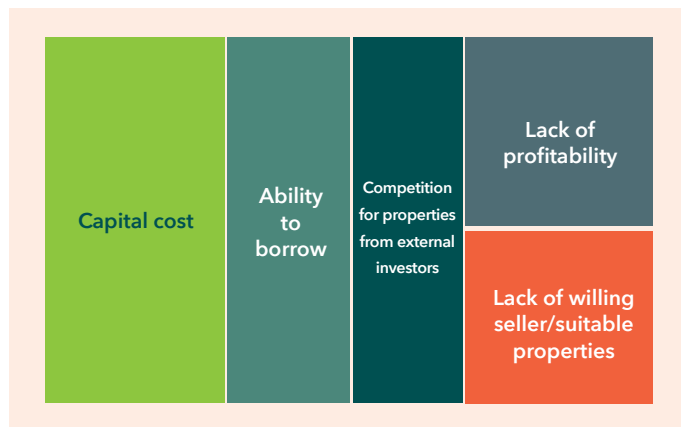 Capital cost
Ability
to
borrow
Competition
for properties
from external
investors
Lack of
profitability
Lack of willing
seller/suitable
properties